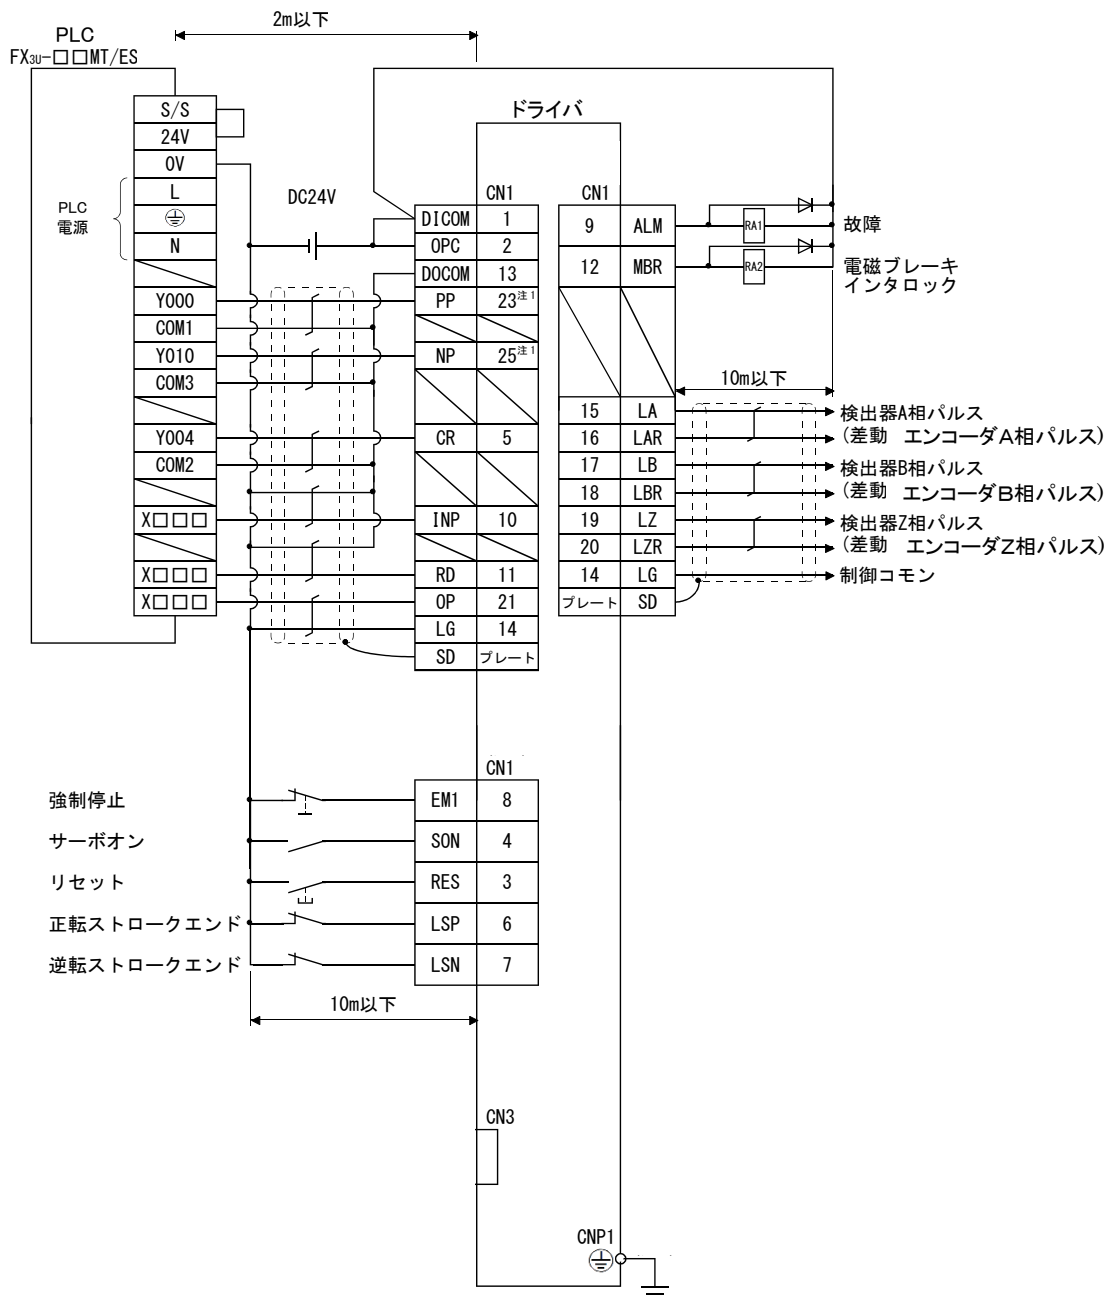 2m以下
PLC
FX3U-□□MT/ES
S/S
24V
0V
L
N
PLC
電源
Y000
COM1
Y010
COM3
Y004
COM2
X□□□
X□□□
X□□□
DC24V
ドライバ
CN1
DICOM 1
OPC 2
DOCOM 13
PP 23注1
NP 25注1
CR 5
INP 10
RD 11
OP 21
LG 14
SD プレート
CN1
9 ALM
12 MBR
15 LA
16 LAR
17 LB
18 LBR
19 LZ
20 LZR
14 LG
プレート SD
RA1
故障
RA2
電磁ブレーキ
インタロック
10m以下
検出器A相パルス
(差動 エンコーダA相パルス)
検出器B相パルス
(差動 エンコーダB相パルス)
検出器Z相パルス
(差動 エンコーダZ相パルス)
制御コモン
CN1
強制停止 EM1 8
サーボオン SON 4
リセット RES 3
正転ストロークエンド LSP 6
逆転ストロークエンド LSN 7
10m以下
CN3
CNP1